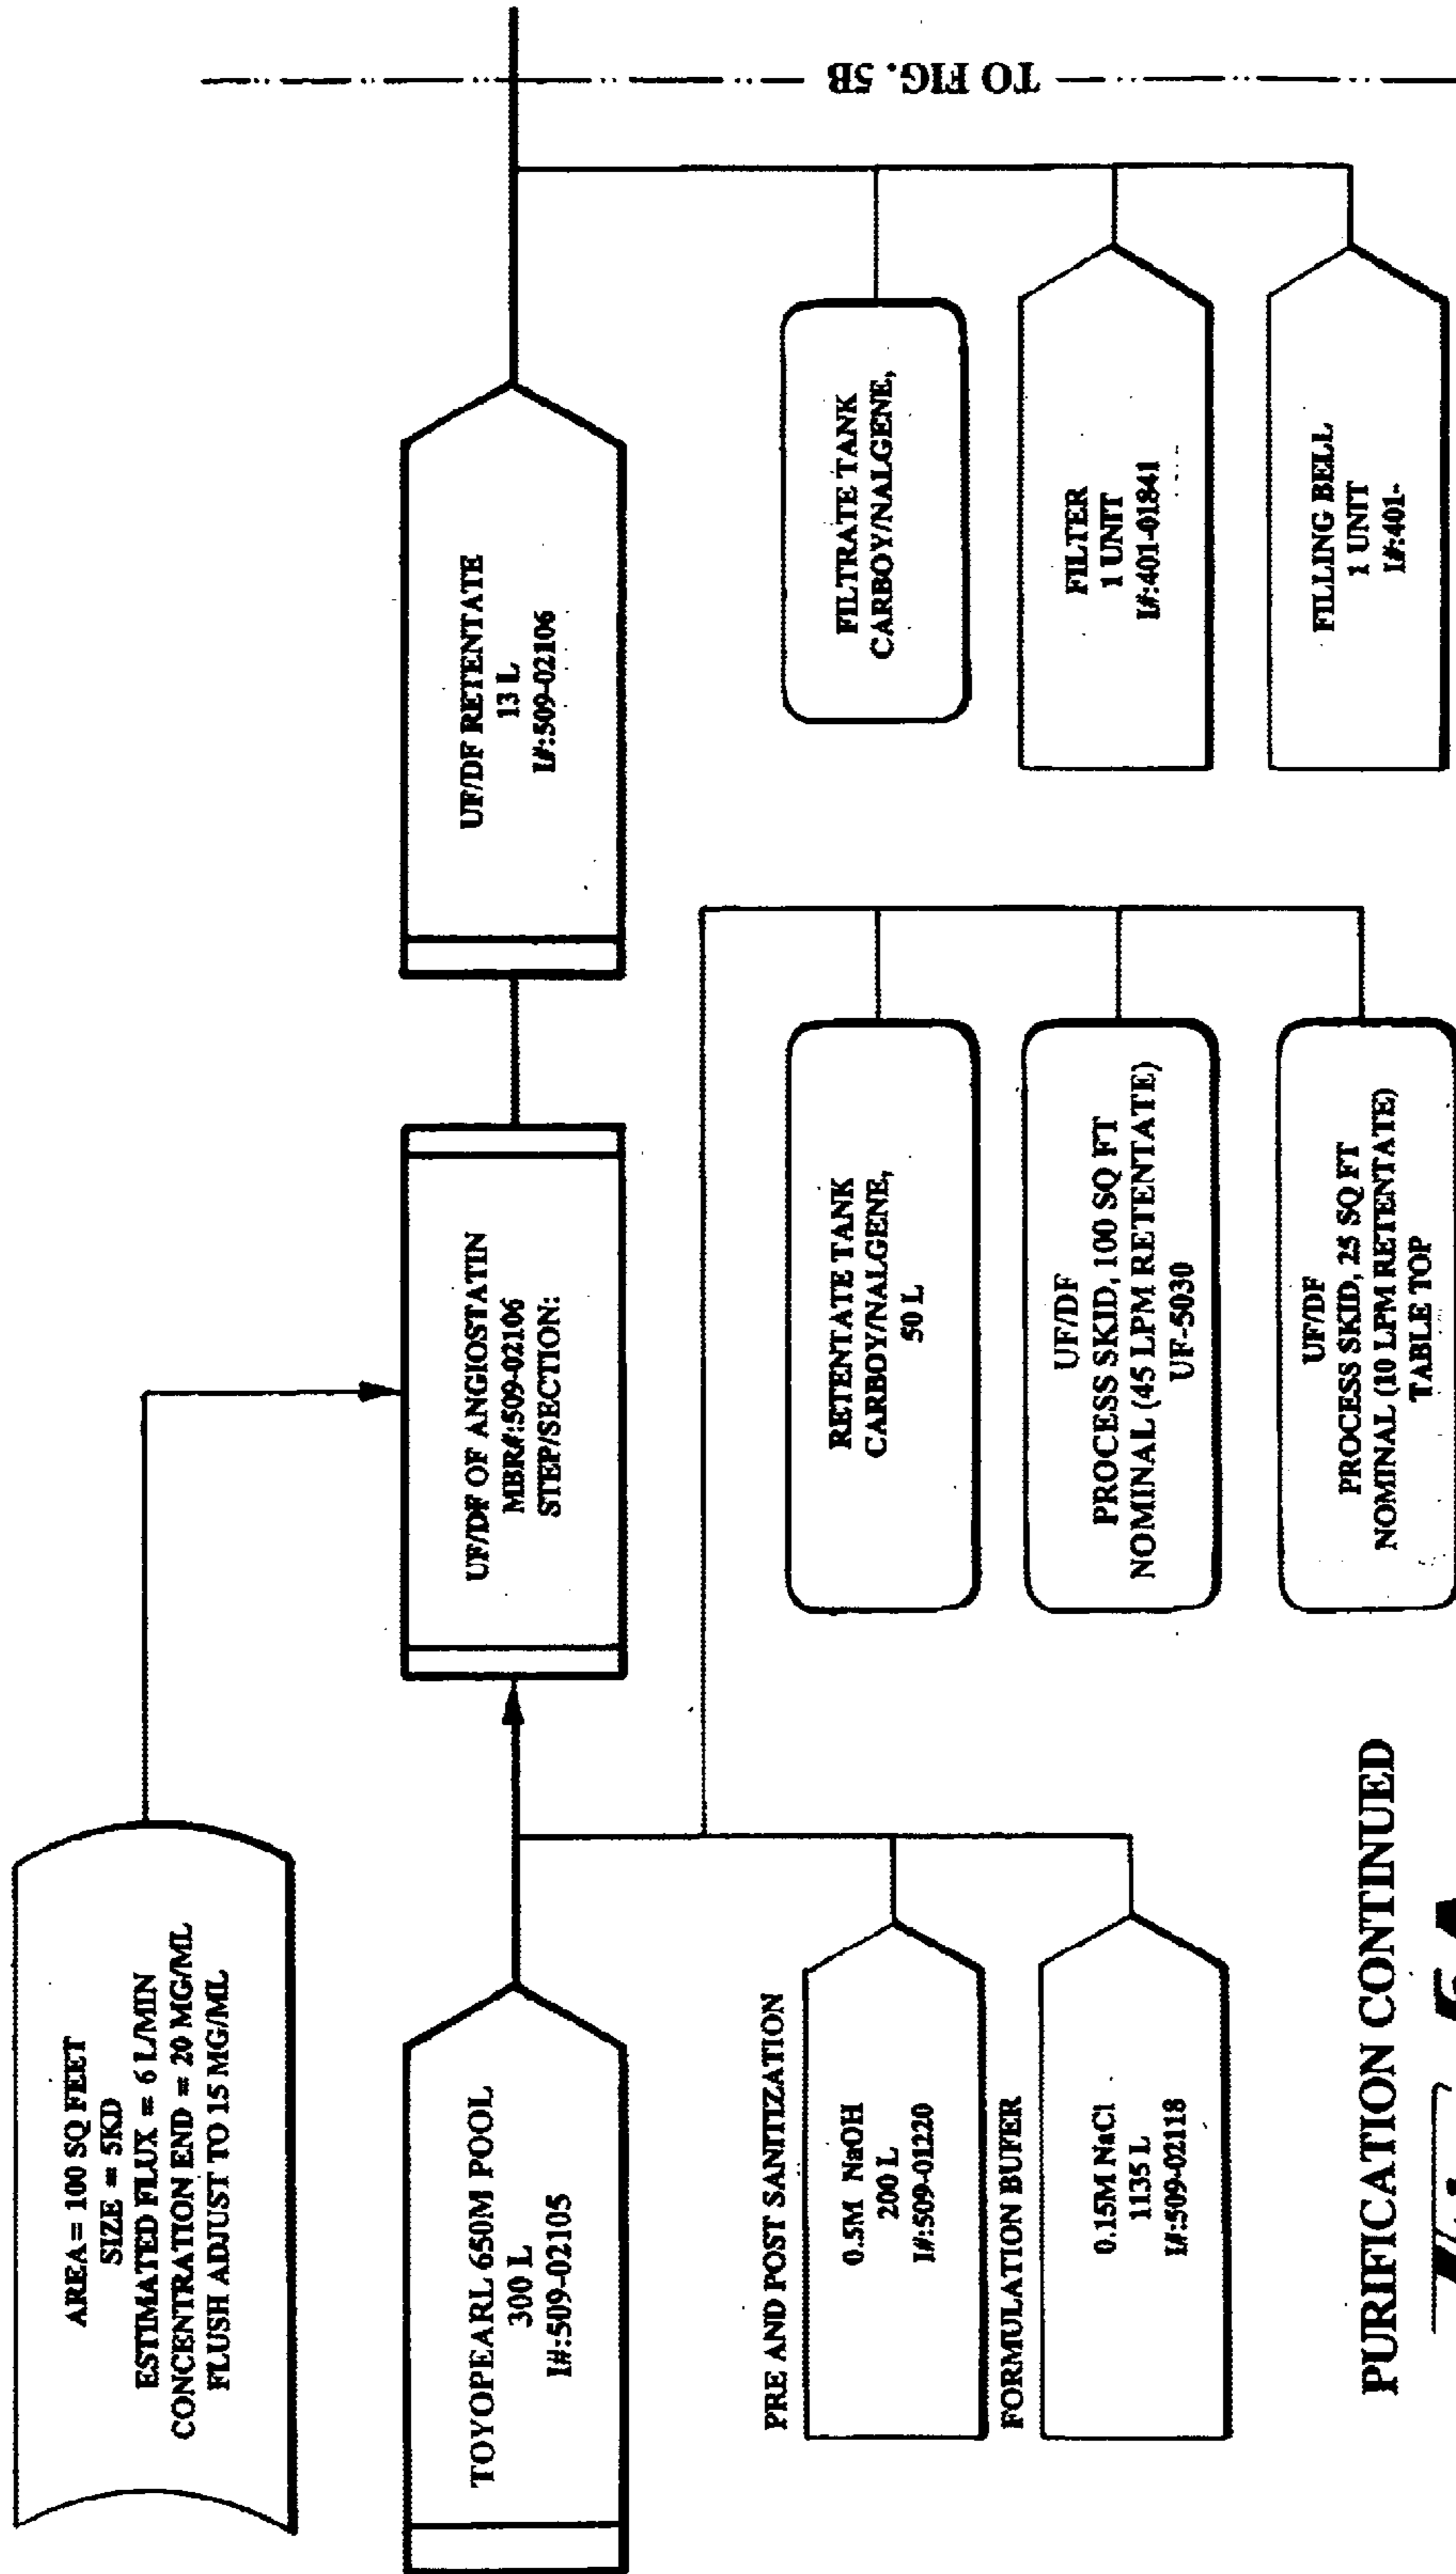 AREA = 100 SQ FEET
SIZE = 5KD
ESTIMATED FLUX = 6 L/MIN
CONCENTRATION END = 20 MG/ML
FLUSH ADJUST TO 15 MG/ML
TOYOPEARL 650M POOL
300 L
I#:509-02105
UF/DF OF ANGIOSTATIN
MBR#:509-02106
STEP/SECTION:
UF/DF RETENTATE
13 L
I#:509-02106
TO FIG. 5B
PRE AND POST SANITIZATION
0.5M NaOH
200 L
I#:509-01220
FORMULATION BUFER
0.15M NaCl
1135 L
I#:509-02118
RETENTATE TANK
CARBOY/NALGENE,
50 L
UF/DF
PROCESS SKID, 100 SQ FT
NOMINAL (45 LPM RETENTATE)
UF-5030
UF/DF
PROCESS SKID, 25 SQ FT
NOMINAL (10 LPM RETENTATE)
TABLE TOP
FILTRATE TANK
CARBOY/NALGENE,
FILTER
1 UNIT
I#:401-01841
FILLING BELL
1 UNIT
I#:401-
PURIFICATION CONTINUED